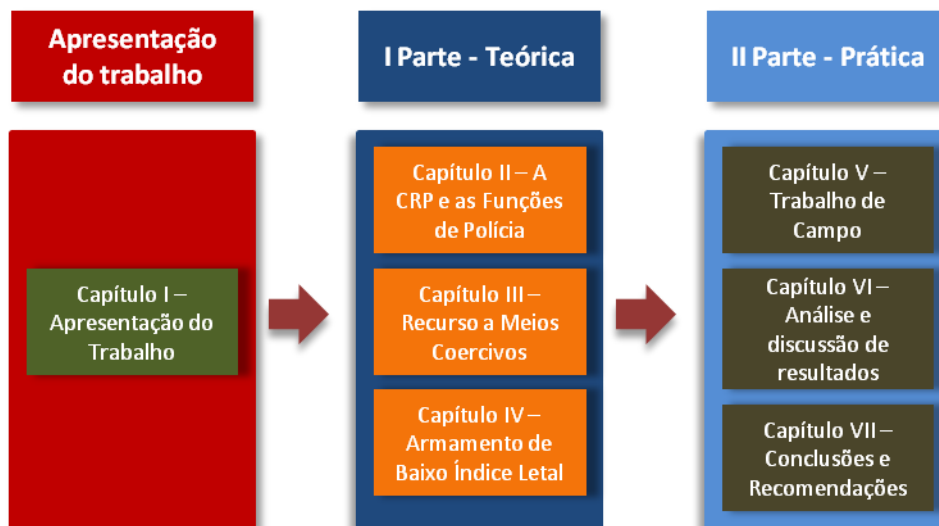 Apresentação
do trabalho
I Parte - Teórica
II Parte - Prática
Capítulo I –
Apresentação do
Trabalho
Capítulo II – A
CRP e as Funções
de Polícia
Capítulo III –
Recurso a Meios
Coercivos
Capítulo IV –
Armamento de
Baixo Índice Letal
Capítulo V –
Trabalho de
Campo
Capítulo VI –
Análise e
discussão de
resultados
Capítulo VII –
Conclusões e
Recomendações